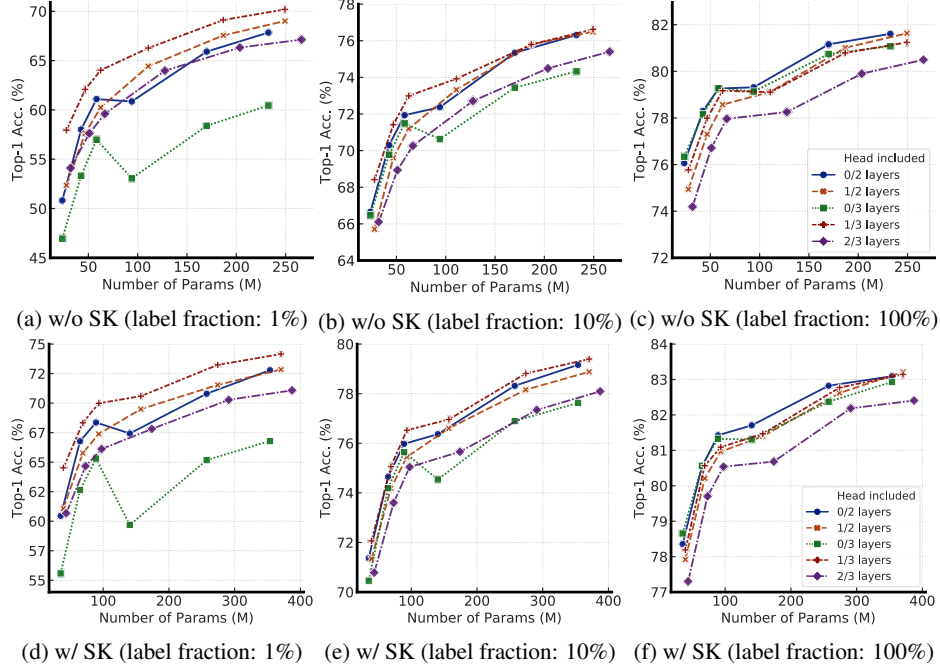 70
65
60
55
50
45
Top-1 Acc. (%)
50 100 150 200 250
Number of Params (M)
(a) w/o SK (label fraction: 1%)
76
74
72
70
68
66
64
Top-1 Acc. (%)
50 100 150 200 250
Number of Params (M)
(b) w/o SK (label fraction: 10%)
82
80
78
76
74
72
Top-1 Acc. (%)
Head included
0/2 layers
1/2 layers
0/3 layers
1/3 layers
2/3 layers
50 100 150 200 250
Number of Params (M)
(c) w/o SK (label fraction: 100%)
75
72
70
67
65
62
60
57
55
Top-1 Acc. (%)
100 200 300 400
Number of Params (M)
(d) w/ SK (label fraction: 1%)
80
78
76
74
72
70
Top-1 Acc. (%)
100 200 300 400
Number of Params (M)
(e) w/ SK (label fraction: 10%)
84
83
82
81
80
79
78
77
Top-1 Acc. (%)
Head included
0/2 layers
1/2 layers
0/3 layers
1/3 layers
2/3 layers
100 200 300 400
Number of Params (M)
(f) w/ SK (label fraction: 100%)